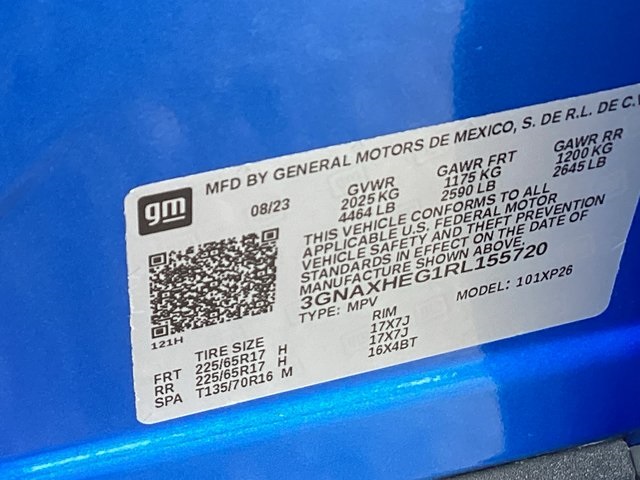 MFD BY GENERAL MOTORS DE MEXICO, S. DE R.L. DE C.V
gm
08/23
GVWR GAWR FRT GAWR RR
2025 KG 1175 KG 1200 KG
4464 LB 2590 LB 2645 LB
THIS VEHICLE CONFORMS TO ALL
APPLICABLE U.S. FEDERAL MOTOR
VEHICLE SAFETY AND THEFT PREVENTION
STANDARDS IN EFFECT ON THE DATE OF
MANUFACTURE SHOWN ABOVE.
3GNAXHEG1RL155720
TYPE: MPV MODEL: 101XP26
121H
TIRE SIZE RIM
FRT 225/65R17 H 17X7J
RR 225/65R17 H 17X7J
SPA T135/70R16 M 16X4BT